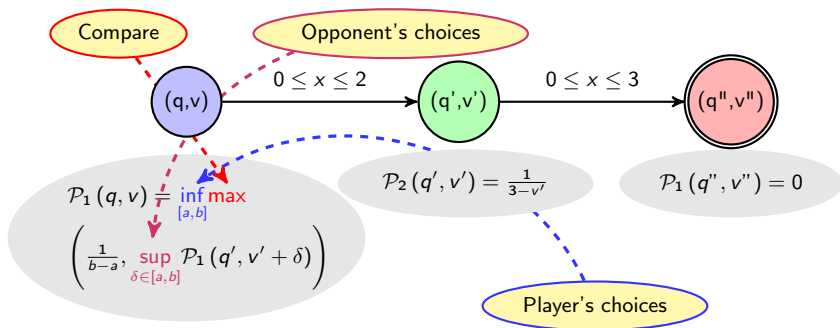 Compare
Opponent's choices
0 ≤ x ≤ 2
0 ≤ x ≤ 3
(q,v)
(q',v')
(q",v")
𝒫₁ (q, v) = inf max
[a,b]
(1/(b−a), sup 𝒫₁ (q′, v′ + δ))
δ∈[a,b]
𝒫₂ (q′, v′) = 1/(3−v′)
𝒫₁ (q", v") = 0
Player's choices